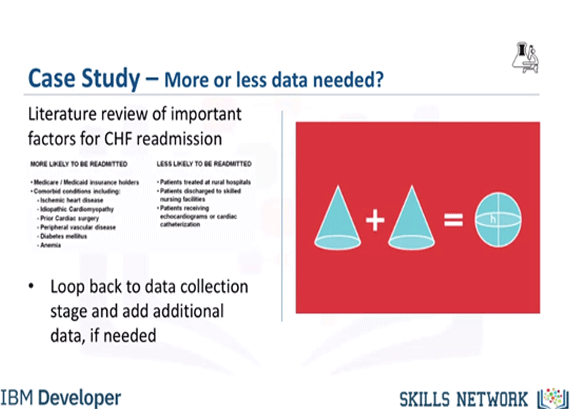 Case Study – More or less data needed?
Literature review of important
factors for CHF readmission
MORE LIKELY TO BE READMITTED
• Medicare / Medicaid insurance holders
• Comorbid conditions including:
- Ischemic heart disease
- Idiopathic Cardiomyopathy
- Prior Cardiac surgery
- Peripheral vascular disease
- Diabetes mellitus
- Anemia
LESS LIKELY TO BE READMITTED
• Patients treated at rural hospitals
• Patients discharged to skilled
nursing facilities
• Patients receiving
echocardiograms or cardiac
catheterization
+
=
h
• Loop back to data collection
stage and add additional
data, if needed
IBM Developer
SKILLS NETWORK